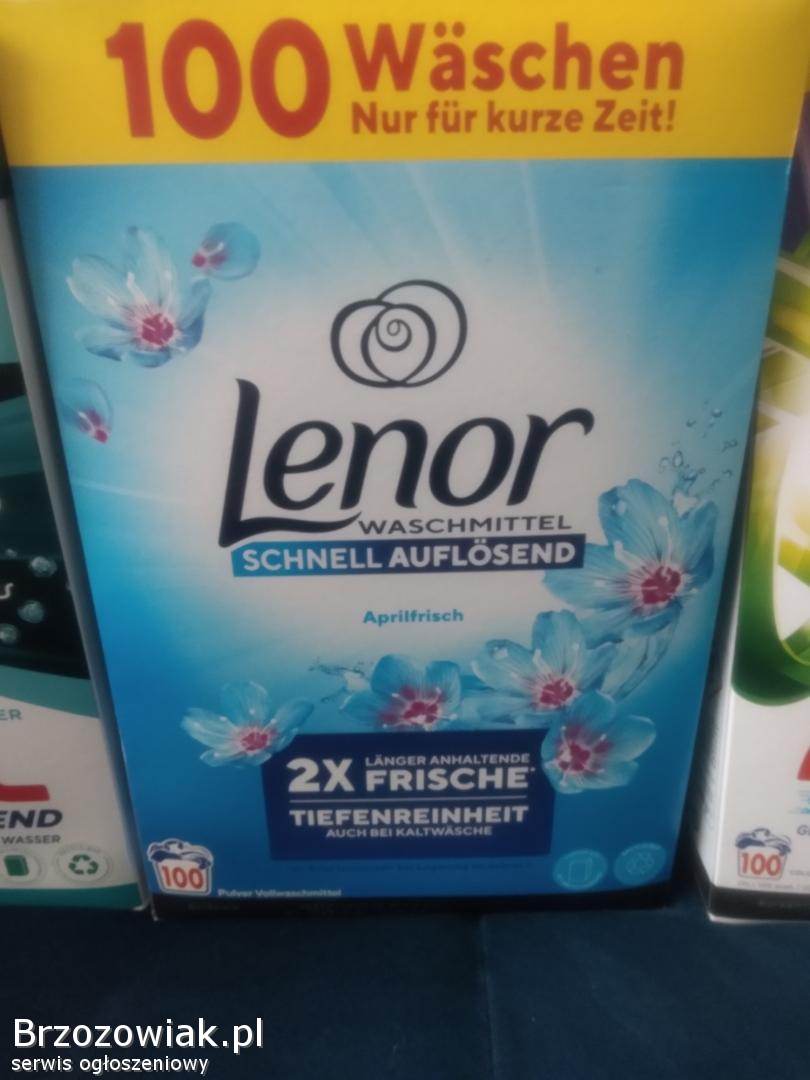 100 Wäschen
Nur für kurze Zeit!
Lenor
WASCHMITTEL
SCHNELL AUFLÖSEND
Aprilfrisch
2X LÄNGER ANHALTENDE
FRISCHE*
TIEFENREINHEIT
AUCH BEI KALTWÄSCHE
100
Pulver Vollwaschmittel
S
ER
END
WASSER
100
Brzozowiak.pl
serwis ogłoszeniowy